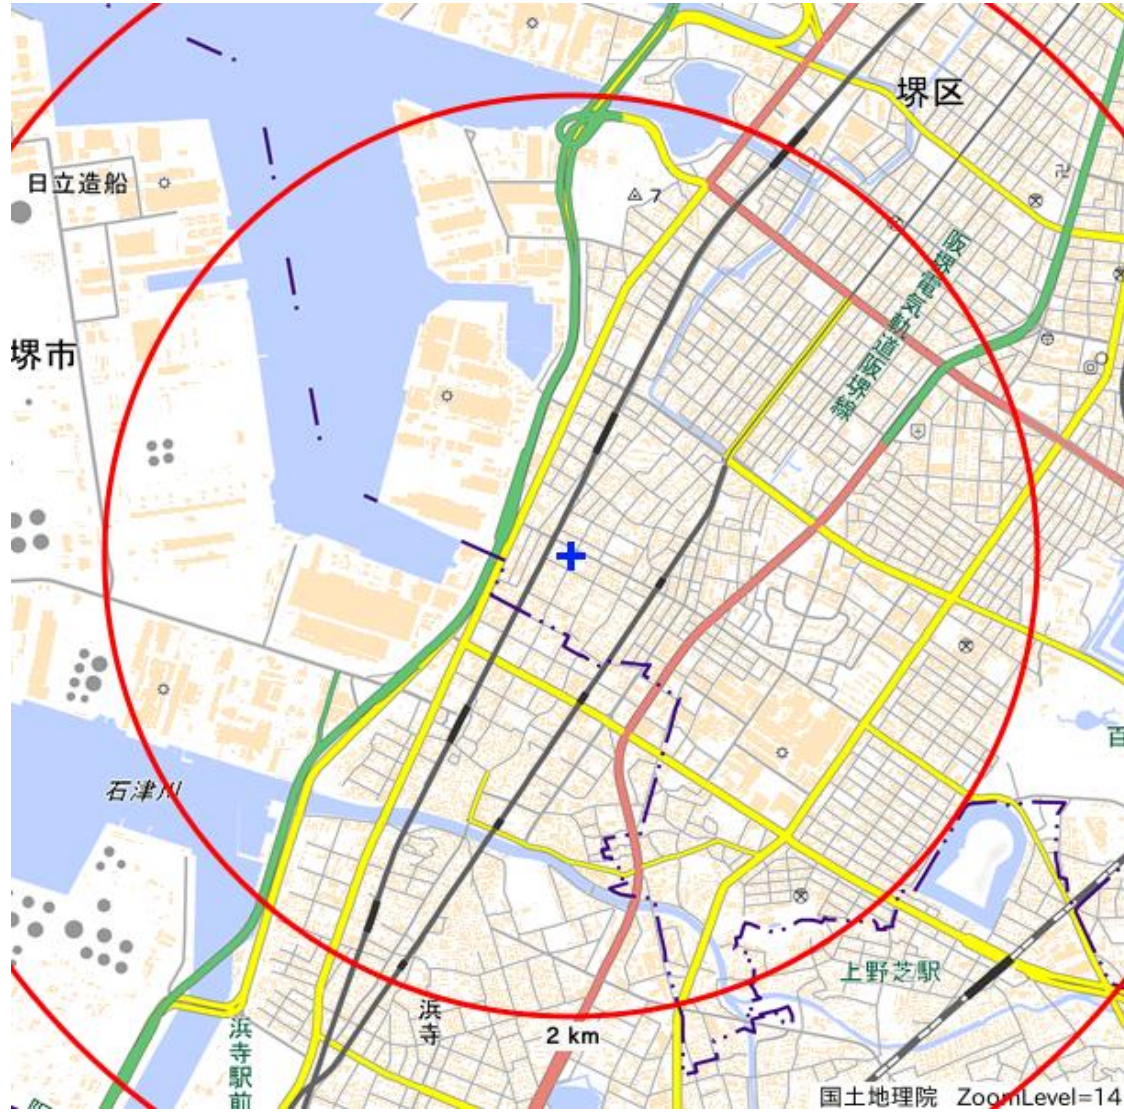 堺区
日立造船
7
阪堺電気軌道阪堺線
堺市
百
石津川
上野芝駅
浜寺
2 km
浜寺駅前
国土地理院 ZoomLevel=14